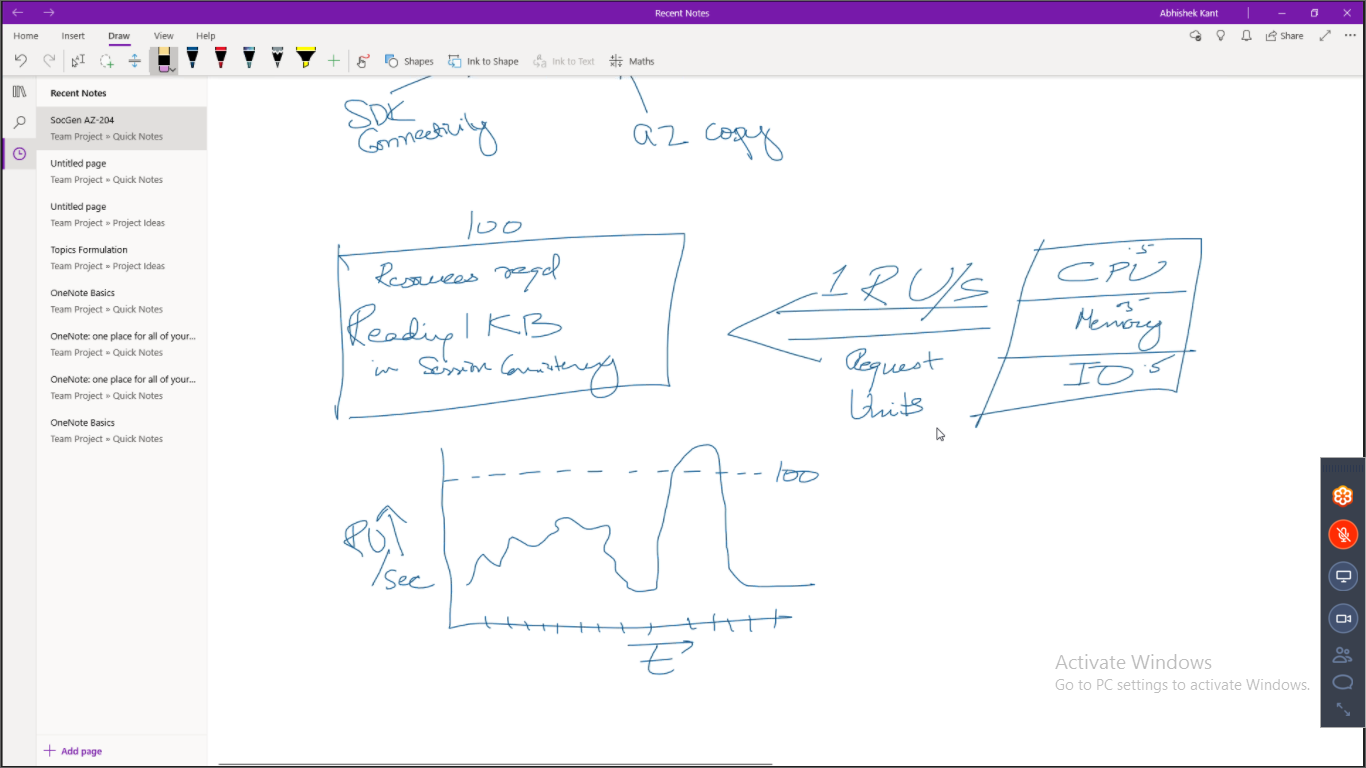 Recent Notes
Abhishek Kant
Home Insert Draw View Help
Share
Shapes Ink to Shape Ink to Text Maths
Recent Notes
SocGen AZ-204
Team Project » Quick Notes
Untitled page
Team Project » Quick Notes
Untitled page
Team Project » Project Ideas
Topics Formulation
Team Project » Project Ideas
OneNote Basics
Team Project » Quick Notes
OneNote: one place for all of your...
Team Project » Quick Notes
OneNote: one place for all of your...
Team Project » Quick Notes
OneNote Basics
Team Project » Quick Notes
Add page
SDK
Connectivity
az copy
100
Resources reqd
Reading 1 KB
in Session Consistency
1 RU/s
Request
Units
CPU .5
Memory .5
IO .5
100
RU
/sec
t
Activate Windows
Go to PC settings to activate Windows.